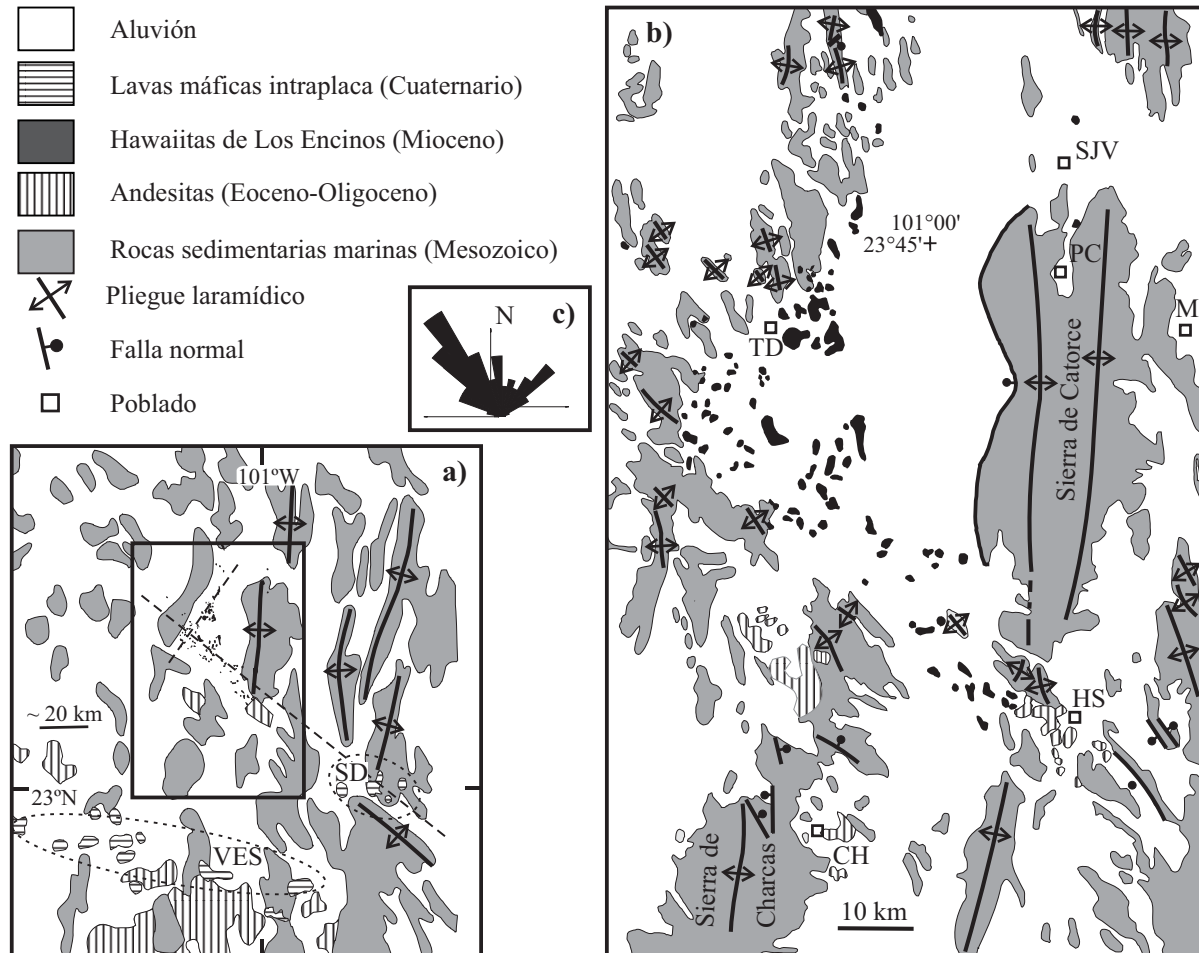 Aluvión
Lavas máficas intraplaca (Cuaternario)
Hawaiitas de Los Encinos (Mioceno)
Andesitas (Eoceno-Oligoceno)
Rocas sedimentarias marinas (Mesozoico)
Pliegue laramídico
Falla normal
Poblado
c)
N
a)
101ºW
~ 20 km
23ºN
SD
VES
b)
SJV
101°00'
23°45'+
PC
M
TD
Sierra de Catorce
HS
CH
Sierra de
Charcas
10 km